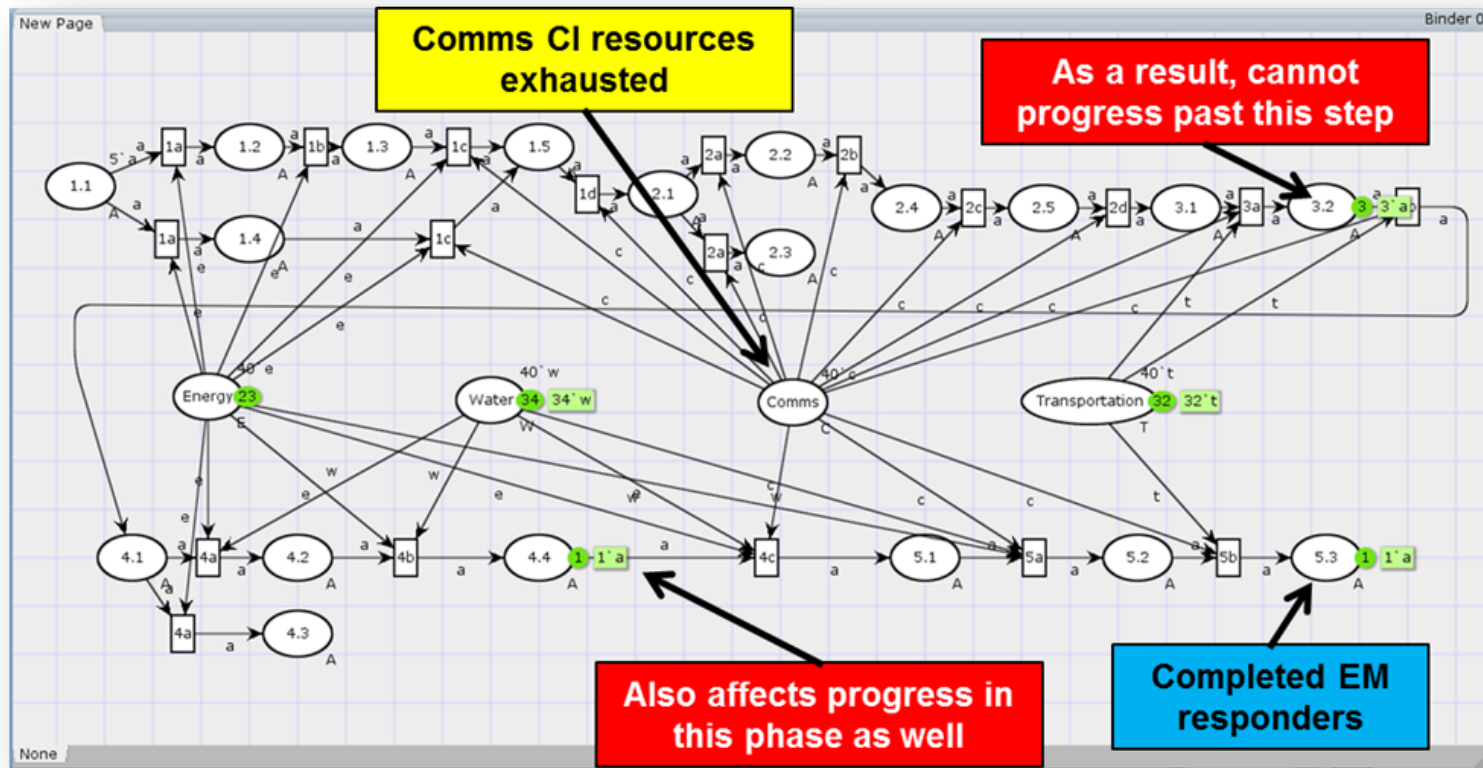 New Page
Binder 0
Comms CI resources
exhausted
As a result, cannot
progress past this step
5`a
a
1a
a
1.2
A
a
1b
a
1.3
A
a
1c
a
1.5
a
1.1
A
a
1a
a
1.4
A
a
1c
a
1d
a
2.1
A
a
2a
a
2.2
A
a
2b
a
a
2a
a
2.3
A
2.4
A
a
2c
a
2.5
A
a
2d
a
3.1
A
a
3a
a
3.2
A
3
3`a
a
a
e
e
e
e
e
e
c
c
c
c
c
c
c
c
c
c
c
t
t
40`e
Energy
23
E
40`w
Water
34
34`w
W
40`c
Comms
C
40`t
Transportation
32
32`t
T
e
e
w
e
w
e
w
e
w
c
c
c
t
4.1
A
a
4a
a
4.2
A
a
4b
a
4.4
A
1
1`a
a
4c
a
5.1
A
a
5a
a
5.2
A
a
5b
a
5.3
A
1
1`a
a
4a
a
4.3
A
Also affects progress in
this phase as well
Completed EM
responders
None